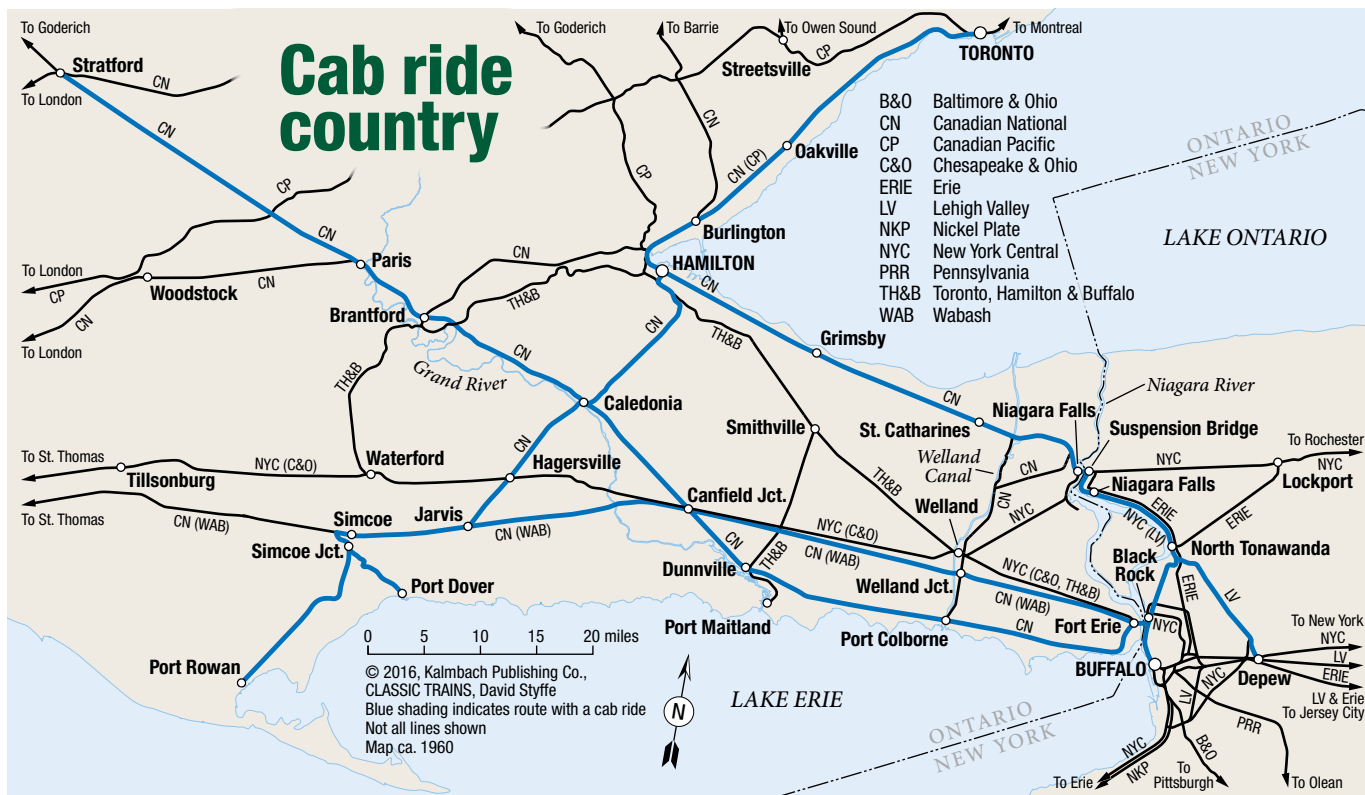 To Goderich
To Goderich
To Barrie
To Owen Sound
To Montreal
Cab ride
country
TORONTO
Stratford
CN
CP
Streetsville
To London
CN
CN
Oakville
CN (CP)
CP
CP
B&O Baltimore & Ohio
CN Canadian National
CP Canadian Pacific
C&O Chesapeake & Ohio
ERIE Erie
LV Lehigh Valley
NKP Nickel Plate
NYC New York Central
PRR Pennsylvania
TH&B Toronto, Hamilton & Buffalo
WAB Wabash
ONTARIO
NEW YORK
LAKE ONTARIO
CN
Burlington
Paris
CN
HAMILTON
To London
CP
Woodstock
CN
CN
To London
Brantford
TH&B
CN
CN
TH&B
Grimsby
CN
Grand River
TH&B
Niagara River
Caledonia
CN
Niagara Falls
Suspension Bridge
St. Catharines
Smithville
Welland
Canal
CN
To Rochester
NYC
NYC
Lockport
To St. Thomas
Tillsonburg
NYC (C&O)
Waterford
CN
Hagersville
TH&B
CN
NYC
Niagara Falls
ERIE
NYC (LV)
ERIE
To St. Thomas
CN (WAB)
Simcoe
Jarvis
CN (WAB)
Canfield Jct.
NYC (C&O)
CN (WAB)
Welland
North Tonawanda
Simcoe Jct.
CN
TH&B
Dunnville
Welland Jct.
NYC (C&O, TH&B)
CN (WAB)
Black
Rock
ERIE
LV
Port Dover
Port Maitland
Port Colborne
CN
Fort Erie
NYC
To New York
NYC
LV
ERIE
LV & Erie
To Jersey City
Port Rowan
BUFFALO
LV
NYC
Depew
0 5 10 15 20 miles
© 2016, Kalmbach Publishing Co.,
CLASSIC TRAINS, David Styffe
Blue shading indicates route with a cab ride
Not all lines shown
Map ca. 1960
N
LAKE ERIE
ONTARIO
NEW YORK
PRR
B&O
NYC
NKP
To Erie
To
Pittsburgh
To Olean